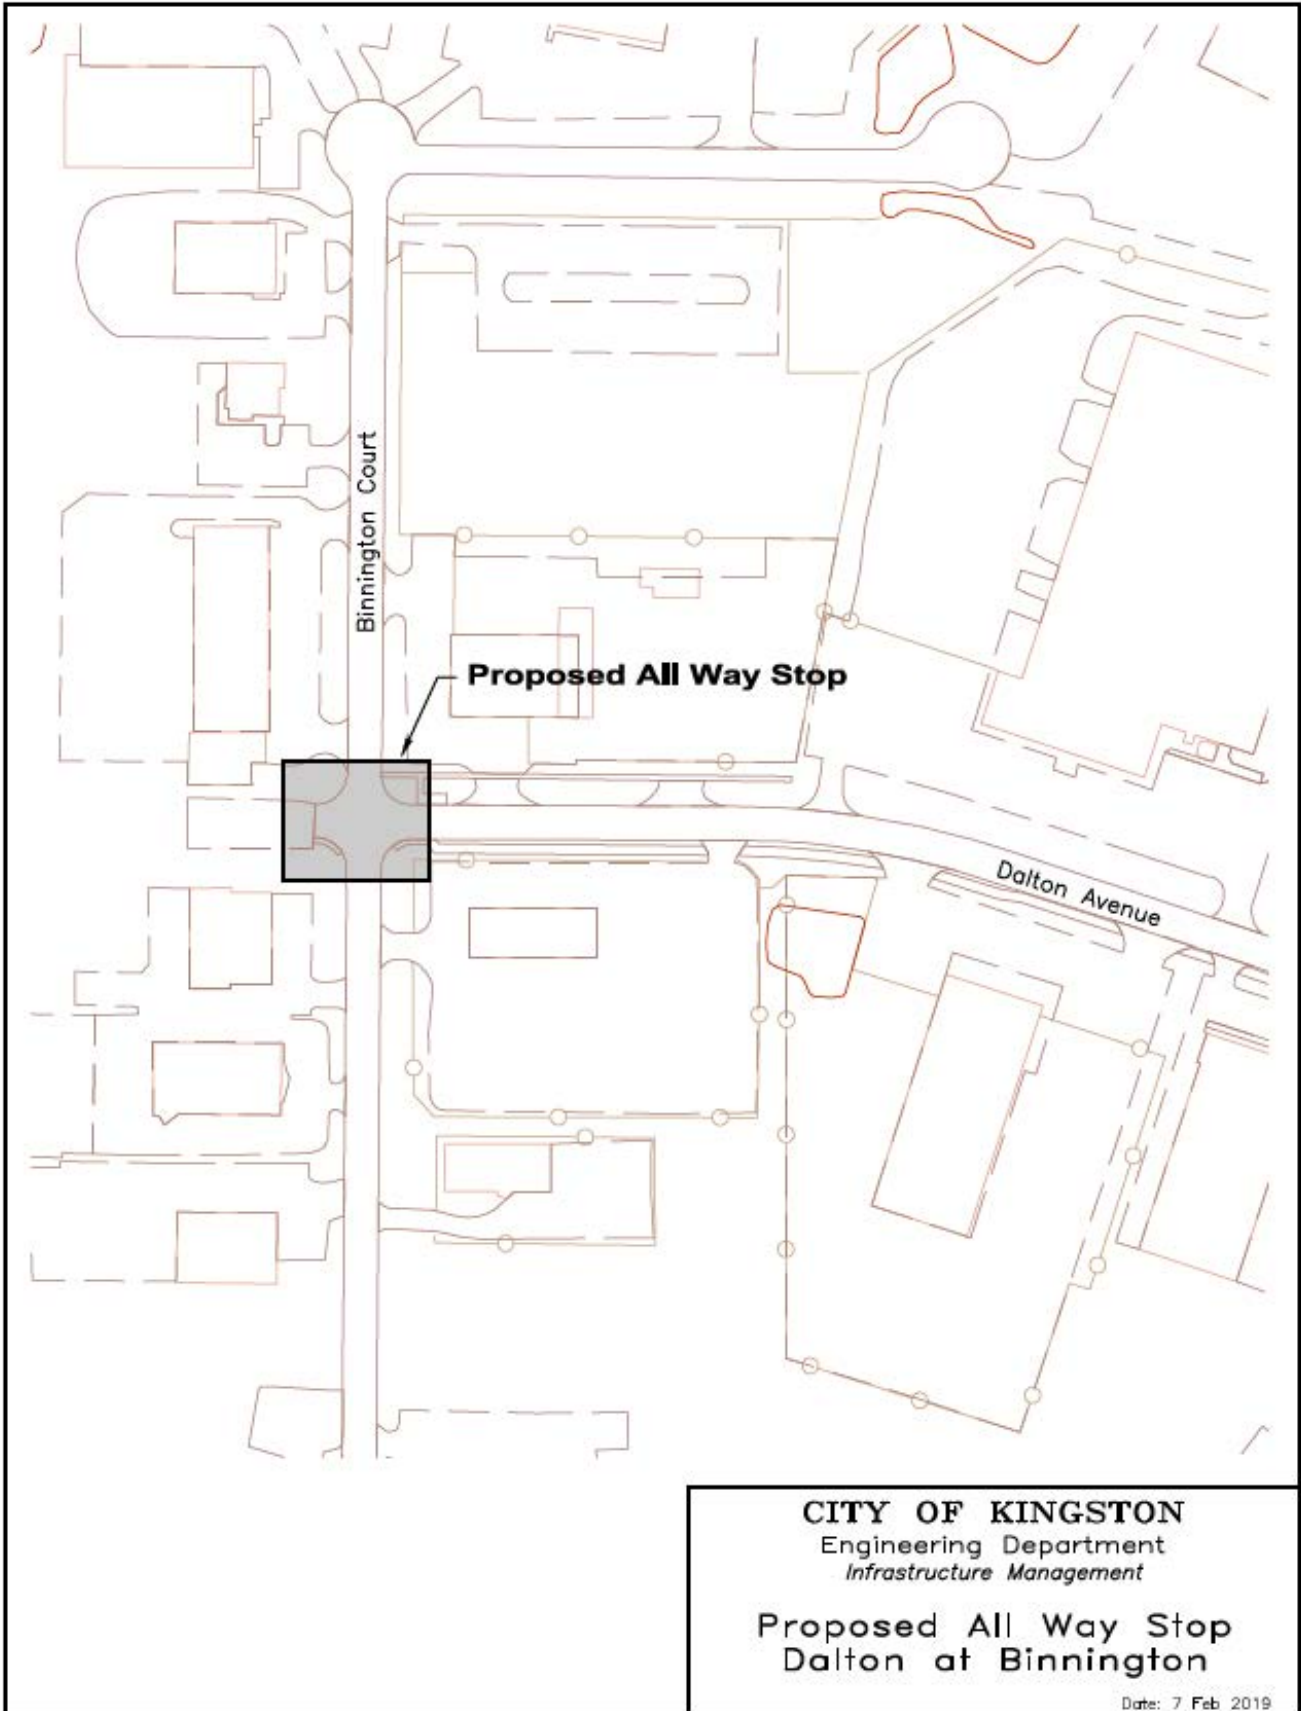 Binnington Court
Proposed All Way Stop
Dalton Avenue
CITY OF KINGSTON
Engineering Department
Infrastructure Management
Proposed All Way Stop
Dalton at Binnington
Date: 7 Feb 2019